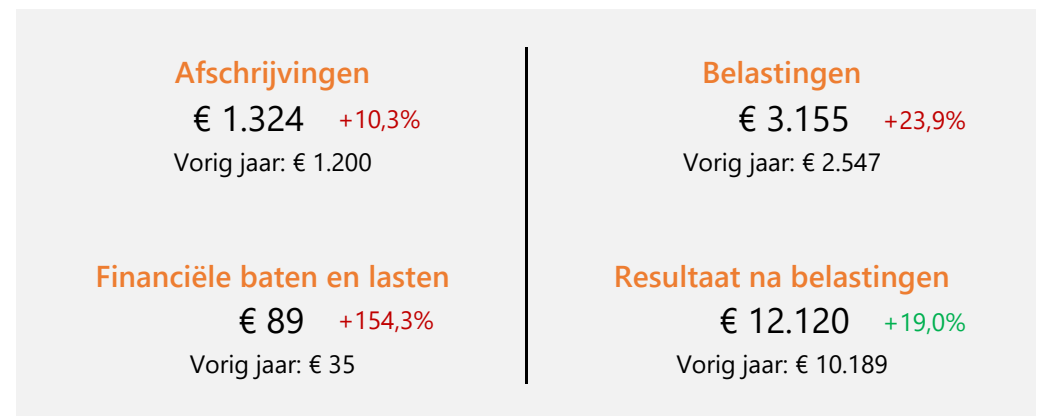 Afschrijvingen
€ 1.324 +10,3%
Vorig jaar: € 1.200
Belastingen
€ 3.155 +23,9%
Vorig jaar: € 2.547
Financiële baten en lasten
€ 89 +154,3%
Vorig jaar: € 35
Resultaat na belastingen
€ 12.120 +19,0%
Vorig jaar: € 10.189